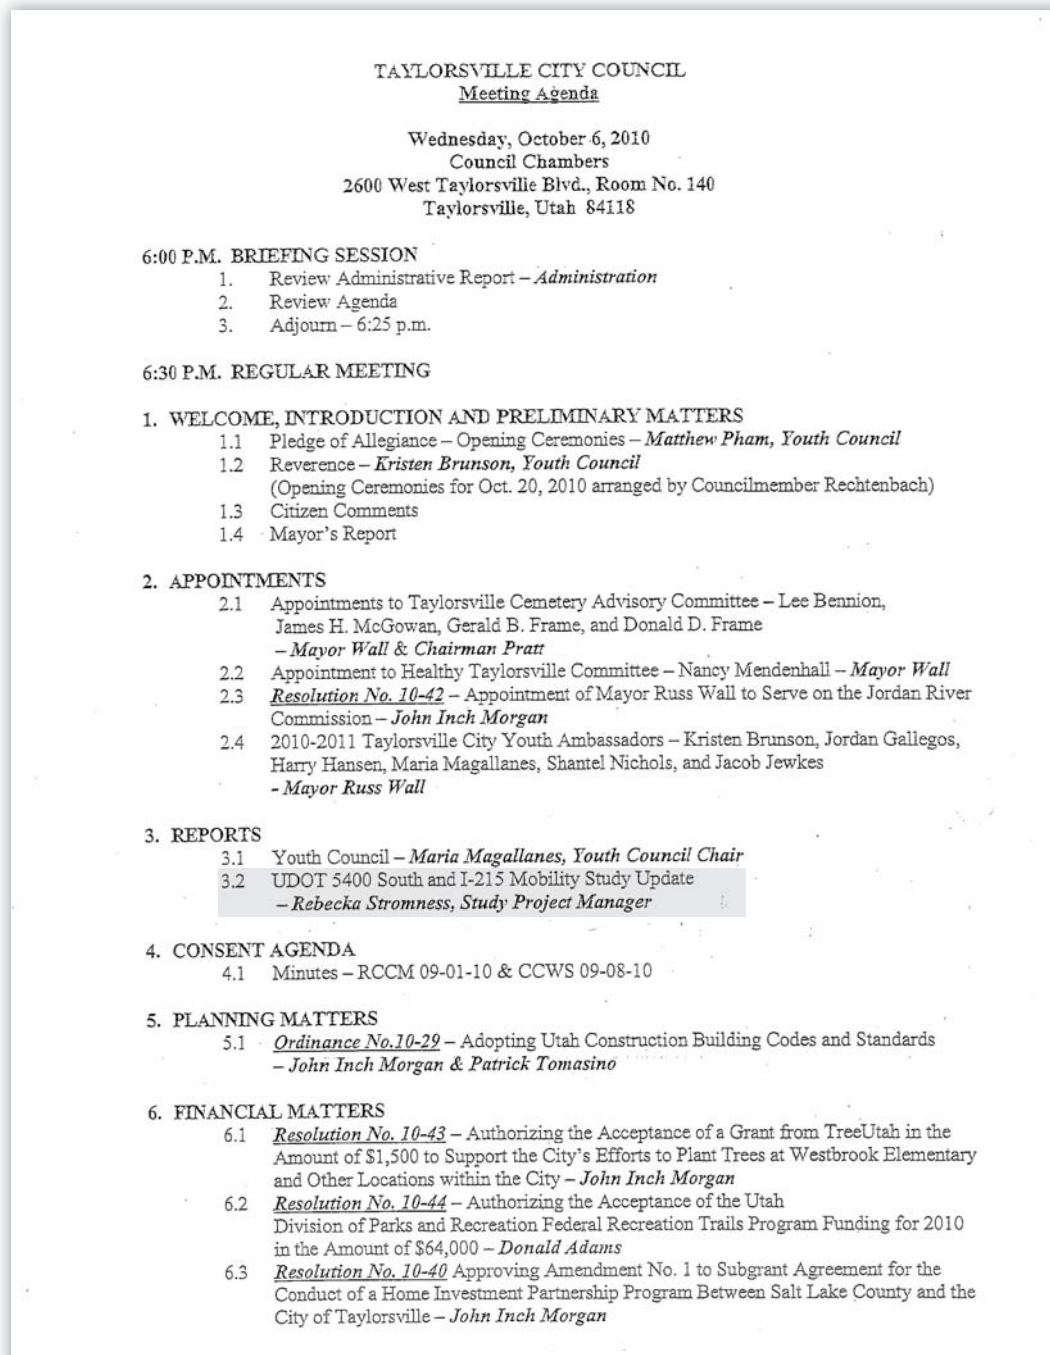 TAYLORSVILLE CITY COUNCIL
Meeting Agenda
Wednesday, October 6, 2010
Council Chambers
2600 West Taylorsville Blvd., Room No. 140
Taylorsville, Utah 84118
6:00 P.M. BRIEFING SESSION
1. Review Administrative Report – Administration
2. Review Agenda
3. Adjourn – 6:25 p.m.
6:30 P.M. REGULAR MEETING
1. WELCOME, INTRODUCTION AND PRELIMINARY MATTERS
1.1 Pledge of Allegiance – Opening Ceremonies – Matthew Pham, Youth Council
1.2 Reverence – Kristen Brunson, Youth Council
(Opening Ceremonies for Oct. 20, 2010 arranged by Councilmember Rechtenbach)
1.3 Citizen Comments
1.4 Mayor's Report
2. APPOINTMENTS
2.1 Appointments to Taylorsville Cemetery Advisory Committee – Lee Bennion,
James H. McGowan, Gerald B. Frame, and Donald D. Frame
– Mayor Wall & Chairman Pratt
2.2 Appointment to Healthy Taylorsville Committee – Nancy Mendenhall – Mayor Wall
2.3 Resolution No. 10-42 – Appointment of Mayor Russ Wall to Serve on the Jordan River
Commission – John Inch Morgan
2.4 2010-2011 Taylorsville City Youth Ambassadors – Kristen Brunson, Jordan Gallegos,
Harry Hansen, Maria Magallanes, Shantel Nichols, and Jacob Jewkes
- Mayor Russ Wall
3. REPORTS
3.1 Youth Council – Maria Magallanes, Youth Council Chair
3.2 UDOT 5400 South and I-215 Mobility Study Update
– Rebecka Stromness, Study Project Manager
4. CONSENT AGENDA
4.1 Minutes – RCCM 09-01-10 & CCWS 09-08-10
5. PLANNING MATTERS
5.1 Ordinance No.10-29 – Adopting Utah Construction Building Codes and Standards
– John Inch Morgan & Patrick Tomasino
6. FINANCIAL MATTERS
6.1 Resolution No. 10-43 – Authorizing the Acceptance of a Grant from TreeUtah in the
Amount of $1,500 to Support the City's Efforts to Plant Trees at Westbrook Elementary
and Other Locations within the City – John Inch Morgan
6.2 Resolution No. 10-44 – Authorizing the Acceptance of the Utah
Division of Parks and Recreation Federal Recreation Trails Program Funding for 2010
in the Amount of $64,000 – Donald Adams
6.3 Resolution No. 10-40 Approving Amendment No. 1 to Subgrant Agreement for the
Conduct of a Home Investment Partnership Program Between Salt Lake County and the
City of Taylorsville – John Inch Morgan